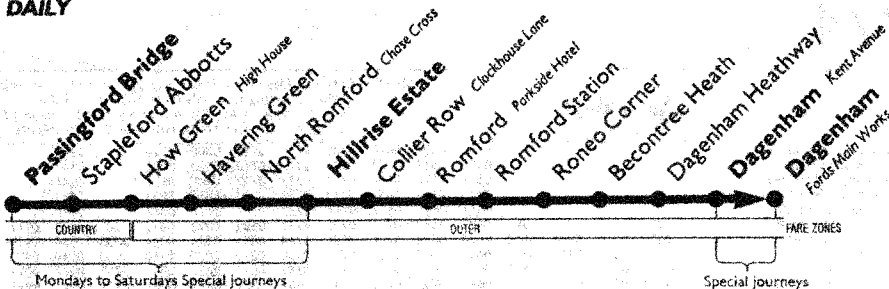 DAILY
Passingford Bridge
Stapleford Abbotts
How Green High House
Havering Green
North Romford Chase Cross
Hillrise Estate
Collier Row Clockhouse Lane
Romford Parkside Hotel
Romford Station
Roneo Corner
Becontree Heath
Dagenham Heathway
Dagenham Kent Avenue
Dagenham
Fords Main Works
COUNTRY OUTER FARE ZONES
Mondays to Saturdays Special journeys Special journeys